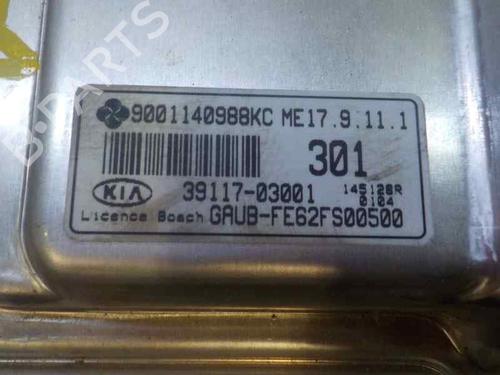 9001140988KC ME17.9.11.1
301
KIA 39117-03001 145128R
0104
Licence Bosch GAUB-FE62FS00500
B-PARTS